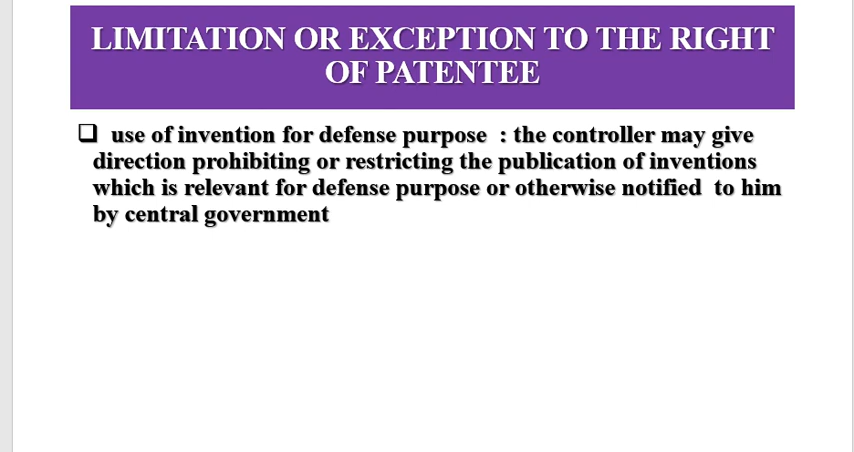 LIMITATION OR EXCEPTION TO THE RIGHT
OF PATENTEE
❑ use of invention for defense purpose : the controller may give
direction prohibiting or restricting the publication of inventions
which is relevant for defense purpose or otherwise notified to him
by central government